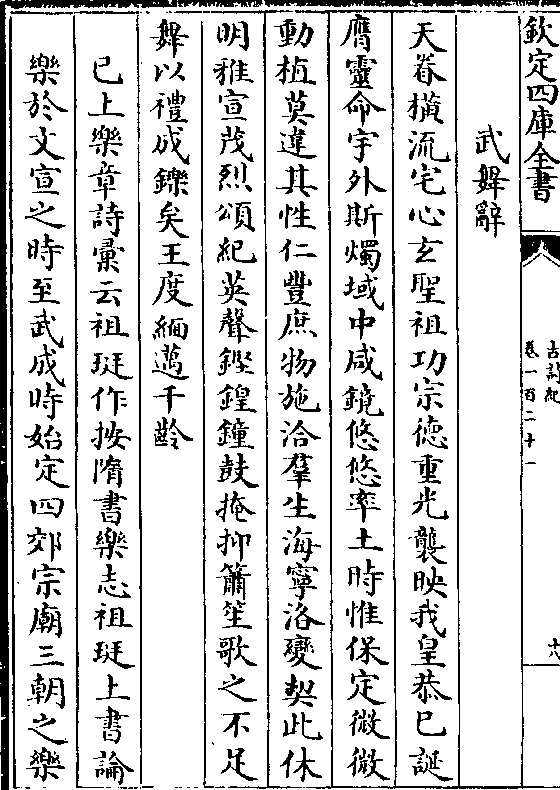 欽定四庫全書
古詩紀
卷一百二十一
十八
武舞辭
天眷橫流宅心玄聖祖功宗德重光襲映我皇恭已誕
膺靈命宇外斯燭域中咸鏡悠悠率土時惟保定微微
動植莫違其性仁豐庶物施洽羣生海寧洛變契此休
明雅宣茂烈頌紀英聲鏗鍠鐘鼓掩抑簫笙歌之不足
舞以禮成鑠矣王度緬邁千齡
已上樂章詩彙云祖珽作按隋書樂志祖珽上書論
樂於文宣之時至武成時始定四郊宗廟三朝之樂